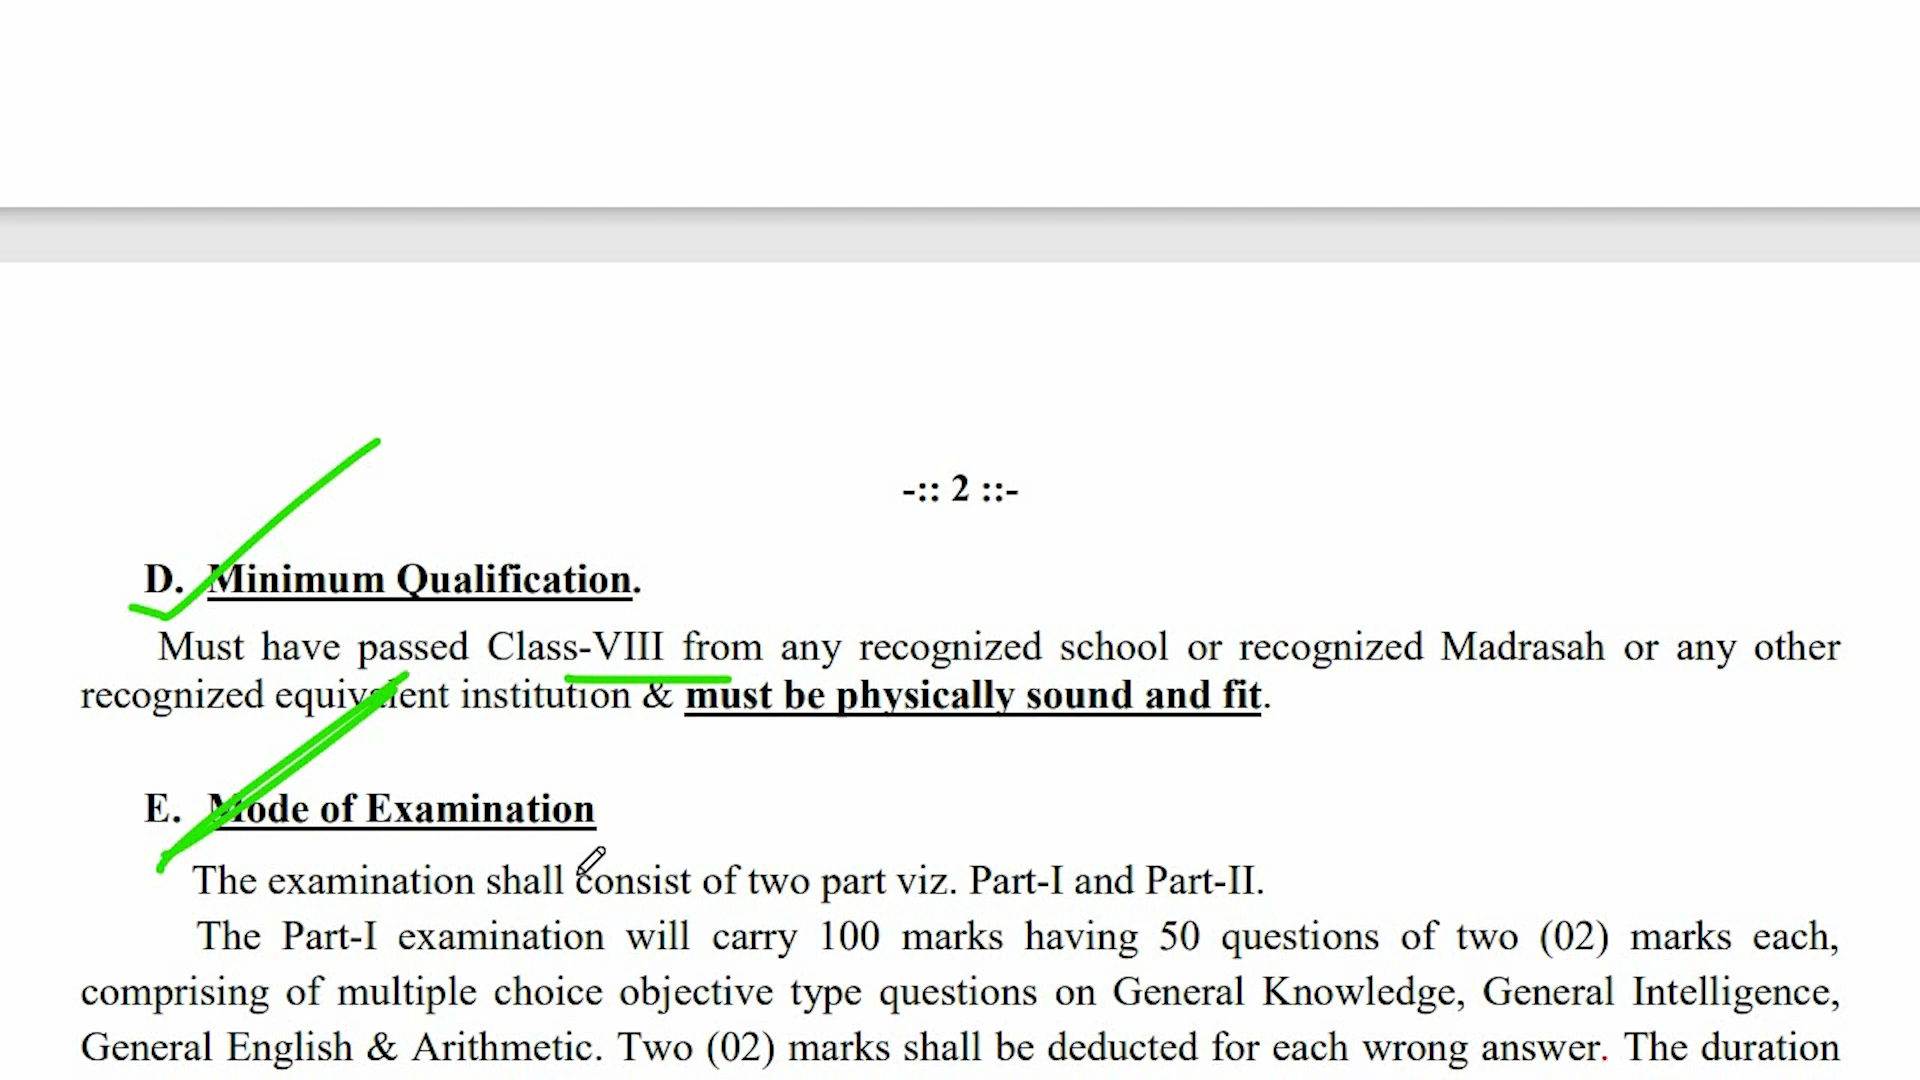 -:: 2 ::-
D. Minimum Qualification.
Must have passed Class-VIII from any recognized school or recognized Madrasah or any other
recognized equivalent institution & must be physically sound and fit.
E. Mode of Examination
The examination shall consist of two part viz. Part-I and Part-II.
The Part-I examination will carry 100 marks having 50 questions of two (02) marks each,
comprising of multiple choice objective type questions on General Knowledge, General Intelligence,
General English & Arithmetic. Two (02) marks shall be deducted for each wrong answer. The duration